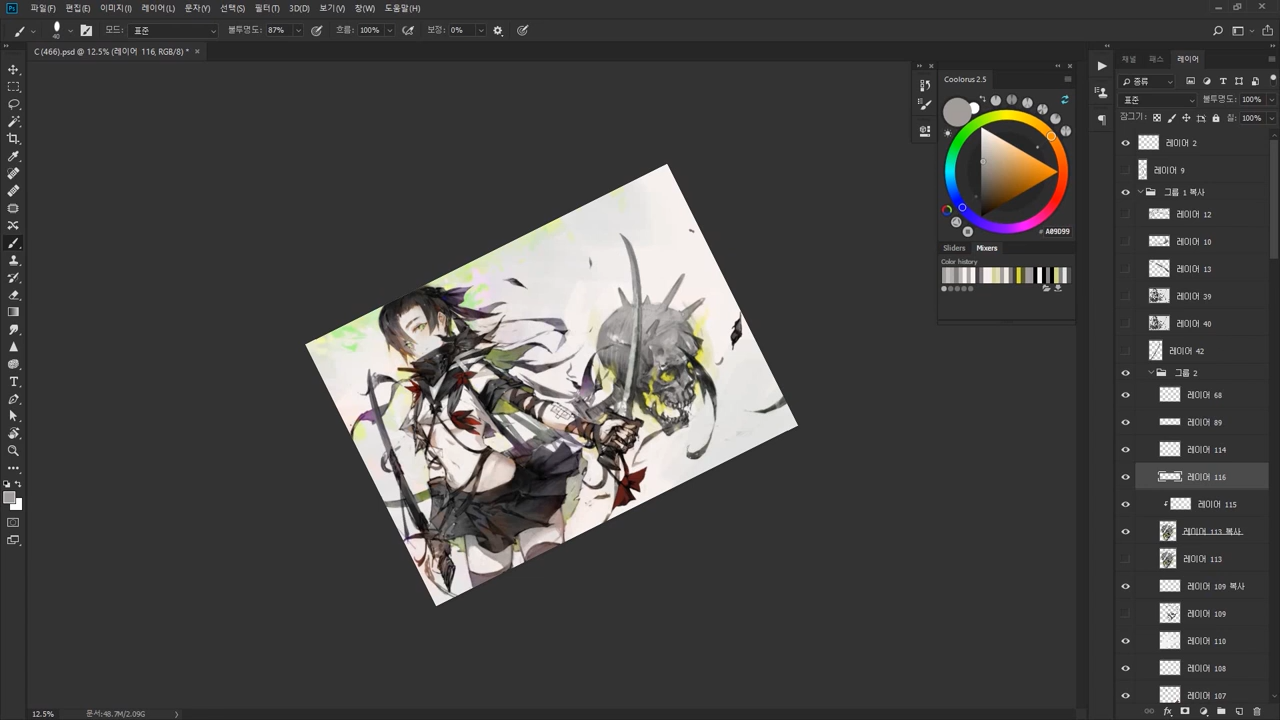 파일(F) 편집(E) 이미지(I) 레이어(L) 문자(Y) 선택(S) 필터(T) 3D(D) 보기(V) 창(W) 도움말(H)
40 모드: 표준 불투명도: 87% 흐름: 100% 보정: 0%
C (466).psd @ 12.5% (레이어 116, RGB/8) *
Coolorus 2.5
# A09D99
Sliders Mixers
Color history
채널 패스 레이어
종류
표준 불투명도: 100%
잠그기: 칠: 100%
레이어 2
레이어 9
그룹 1 복사
레이어 12
레이어 10
레이어 13
레이어 39
레이어 40
레이어 42
그룹 2
레이어 68
레이어 89
레이어 114
레이어 116
레이어 115
레이어 113 복사
레이어 113
레이어 109 복사
레이어 109
레이어 110
레이어 108
레이어 107
12.5% 문서:48.7M/2.09G